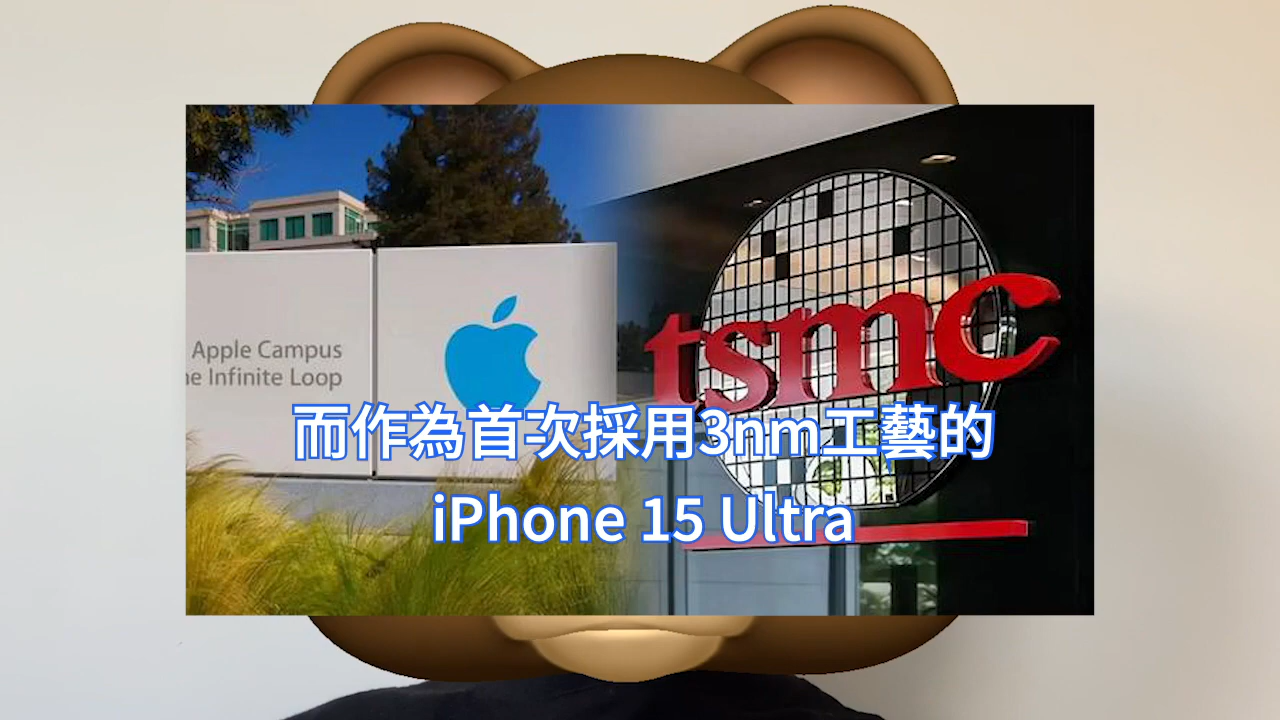 Apple Campus
e Infinite Loop
tsmc
而作為首次採用3nm工藝的
iPhone 15 Ultra